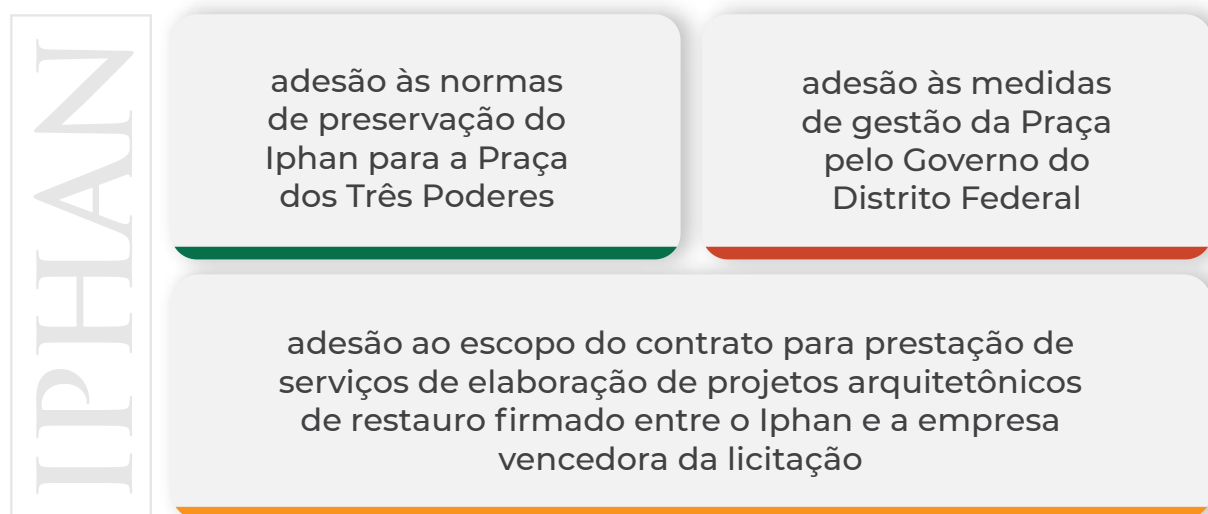 IPHAN
adesão às normas
de preservação do
Iphan para a Praça
dos Três Poderes
adesão às medidas
de gestão da Praça
pelo Governo do
Distrito Federal
adesão ao escopo do contrato para prestação de
serviços de elaboração de projetos arquitetônicos
de restauro firmado entre o Iphan e a empresa
vencedora da licitação